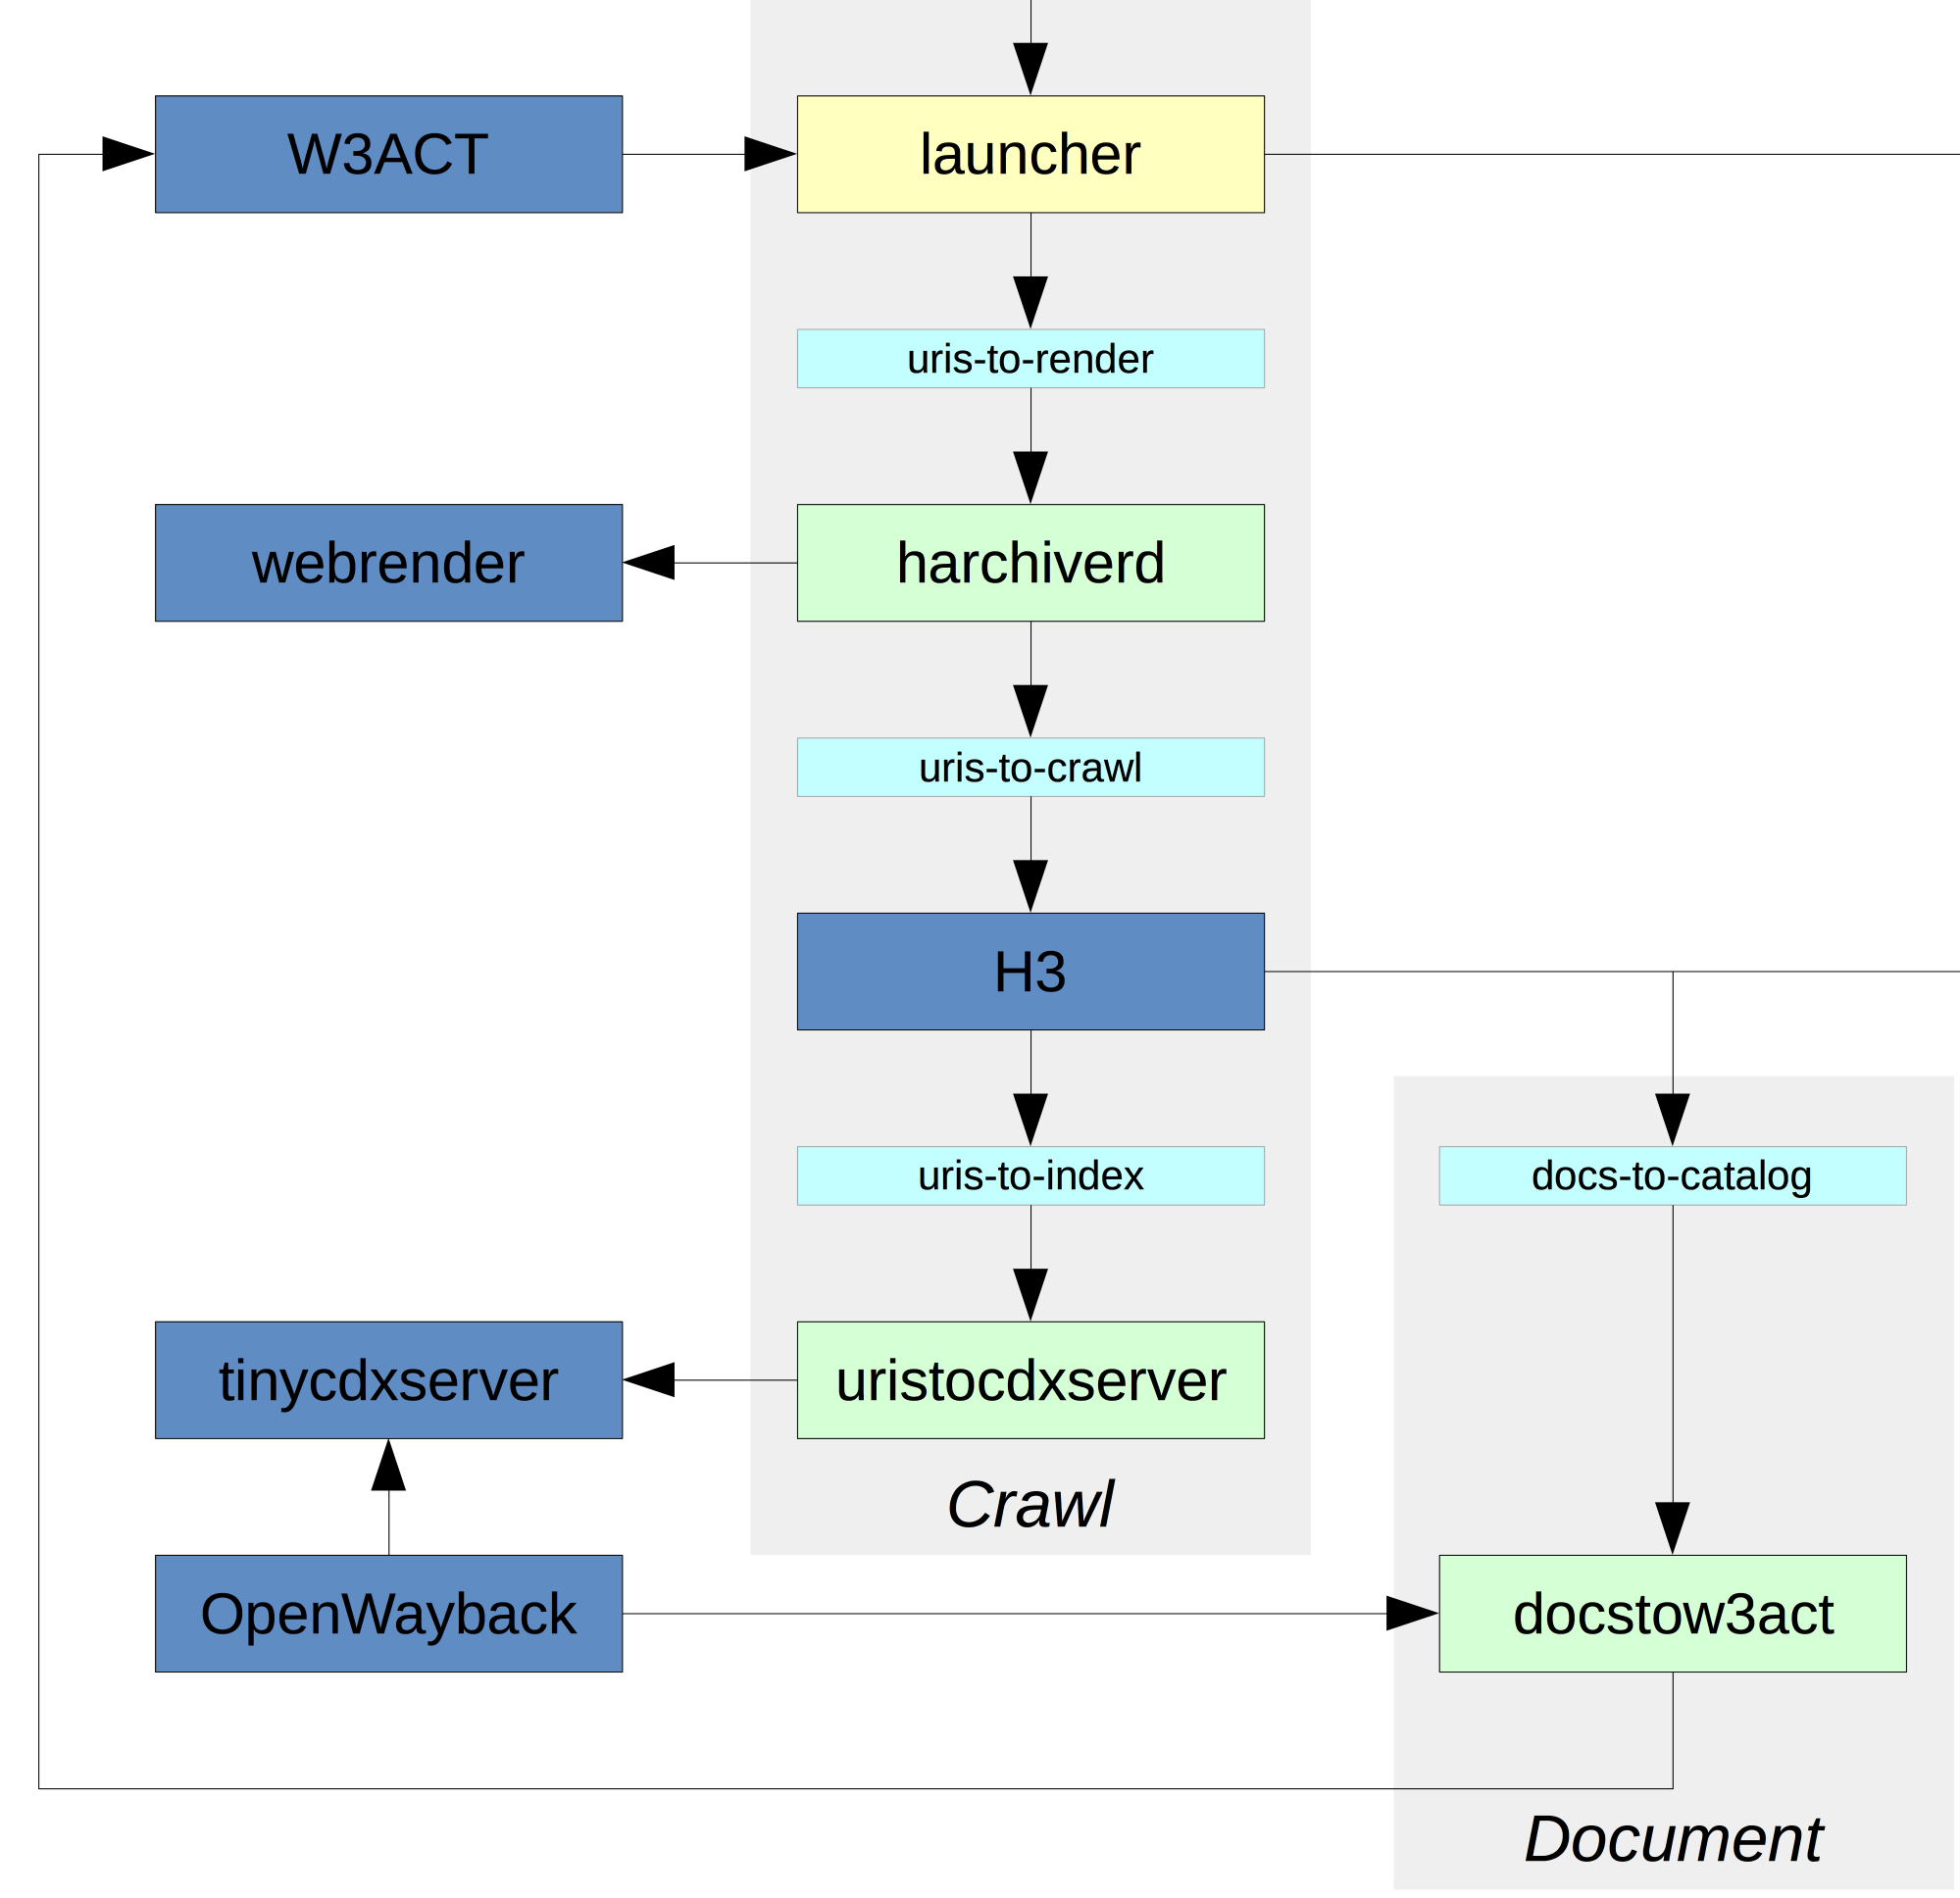 W3ACT
launcher
uris-to-render
webrender
harchiverd
uris-to-crawl
H3
uris-to-index
docs-to-catalog
tinycdxserver
uristocdxserver
Crawl
OpenWayback
docstow3act
Document